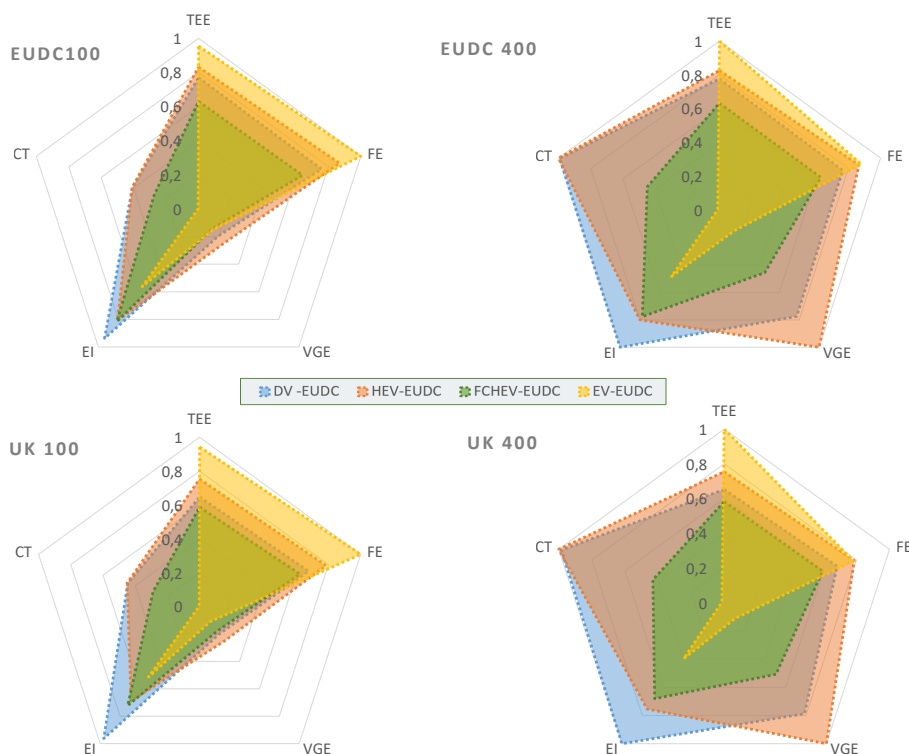 TEE
EUDC100
1
0,8
0,6
0,4
0,2
0
CT
FE
EI
VGE
TEE
EUDC 400
1
0,8
0,6
0,4
0,2
0
CT
FE
EI
VGE
DV -EUDC HEV-EUDC FCHEV-EUDC EV-EUDC
TEE
UK 100
1
0,8
0,6
0,4
0,2
0
CT
FE
EI
VGE
TEE
UK 400
1
0,8
0,6
0,4
0,2
0
CT
FE
EI
VGE